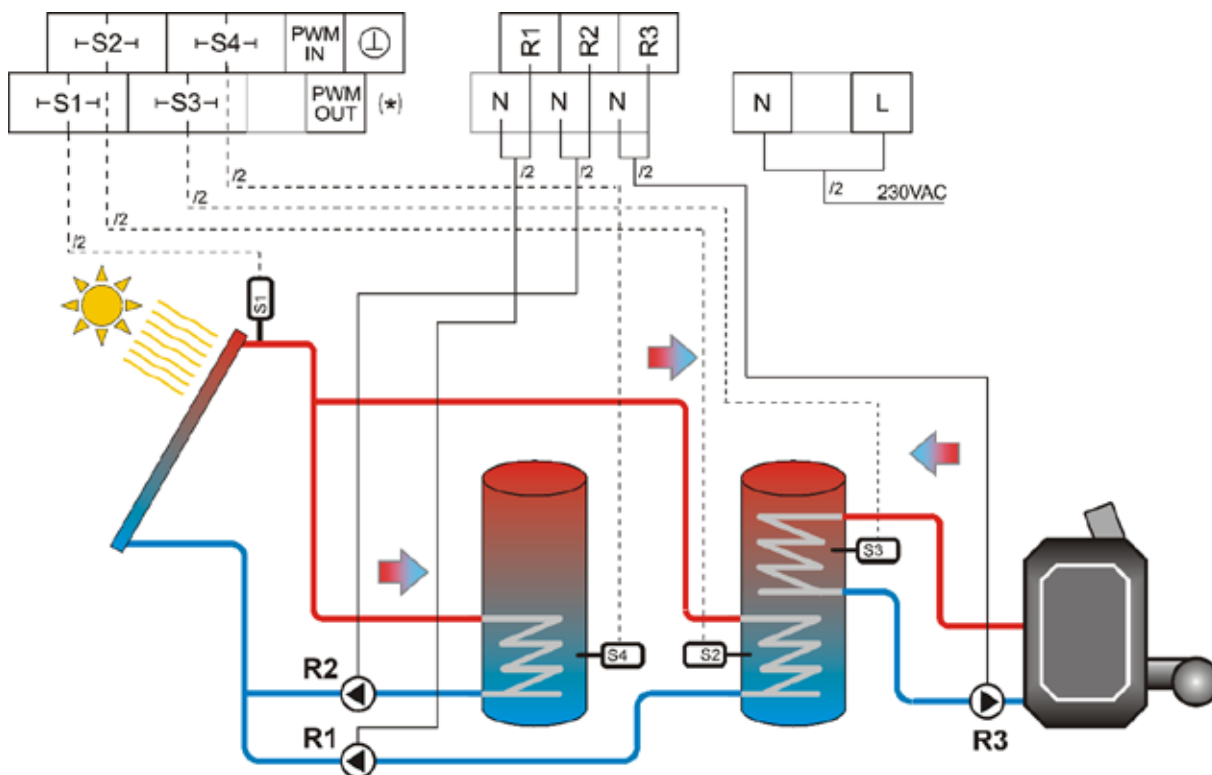 S2
S4
PWM
IN
S1
S3
PWM
OUT
(*)
R1
R2
R3
N
N
N
N
L
/2
/2
/2
/2
/2
/2
/2
/2
230VAC
S1
S3
S4
S2
R2
R1
R3